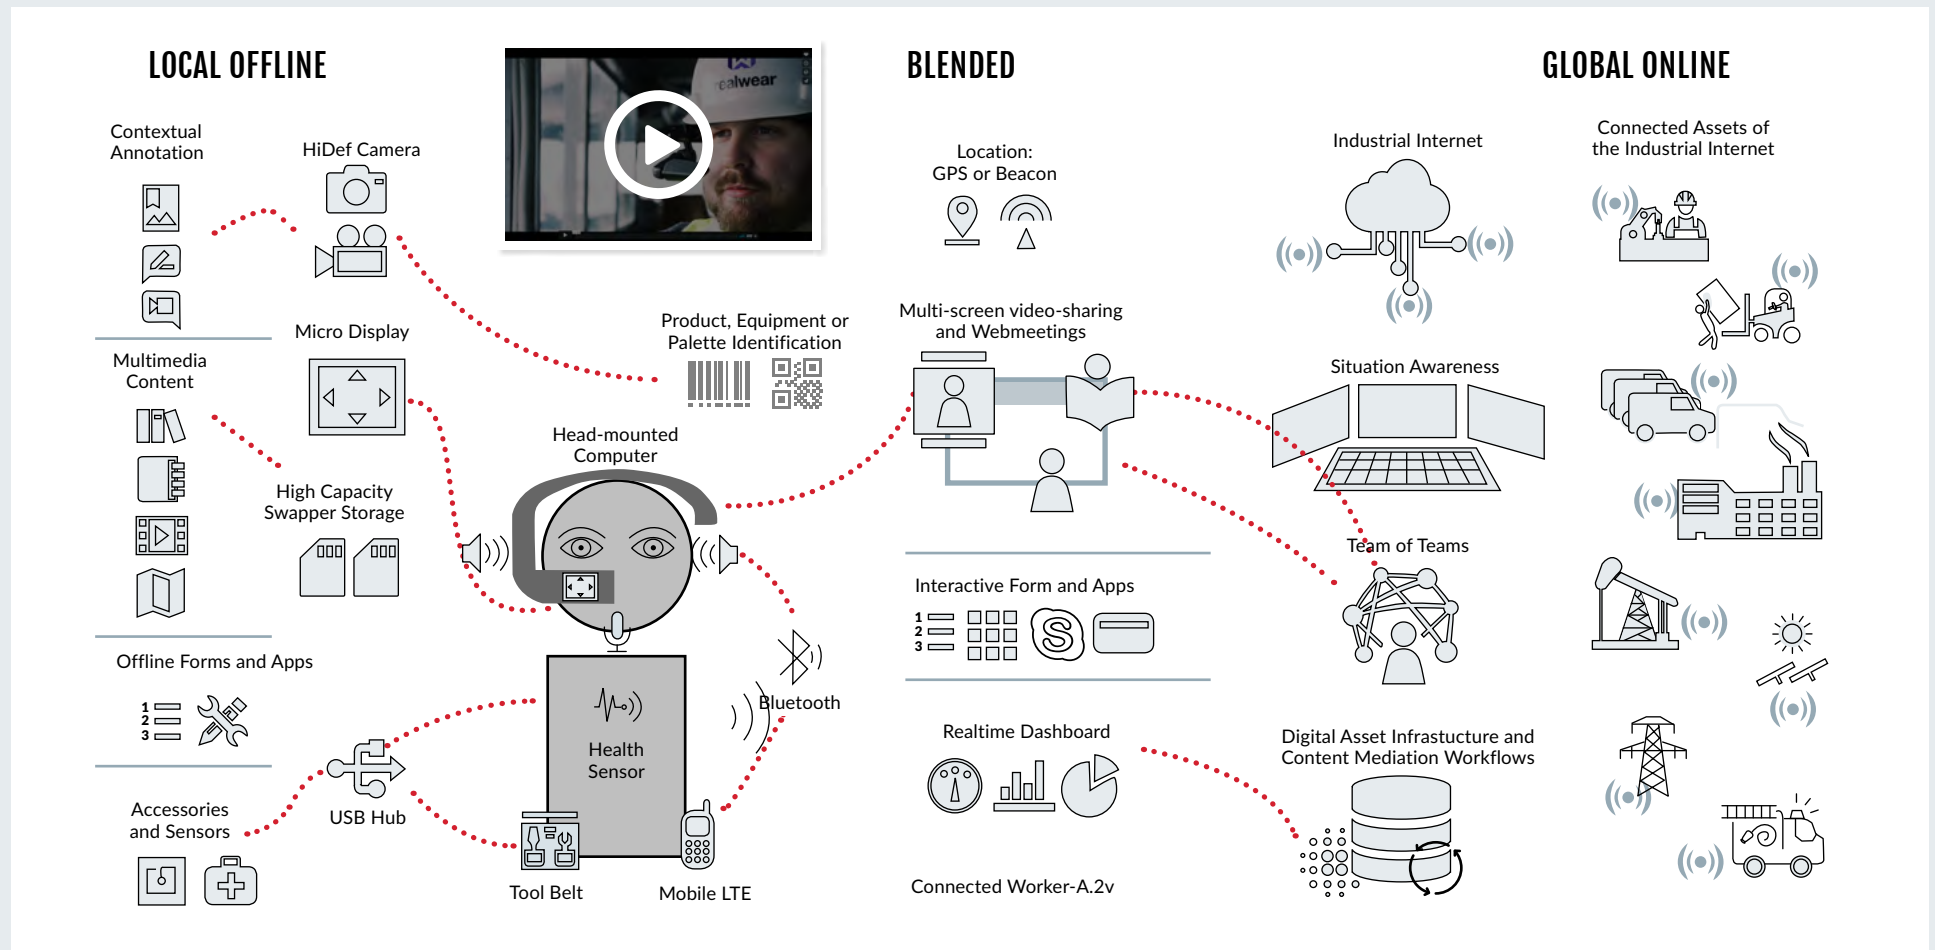 LOCAL OFFLINE
BLENDED
GLOBAL ONLINE
Contextual
Annotation
HiDef Camera
realwear
Location:
GPS or Beacon
Industrial Internet
Connected Assets of
the Industrial Internet
Micro Display
Product, Equipment or
Palette Identification
Multi-screen video-sharing
and Webmeetings
Multimedia
Content
Situation Awareness
Head-mounted
Computer
High Capacity
Swapper Storage
Team of Teams
Interactive Form and Apps
1
2
3
S
Offline Forms and Apps
1
2
3
Bluetooth
Health
Sensor
Realtime Dashboard
Digital Asset Infrastucture and
Content Mediation Workflows
Accessories
and Sensors
USB Hub
Tool Belt
Mobile LTE
Connected Worker-A.2v